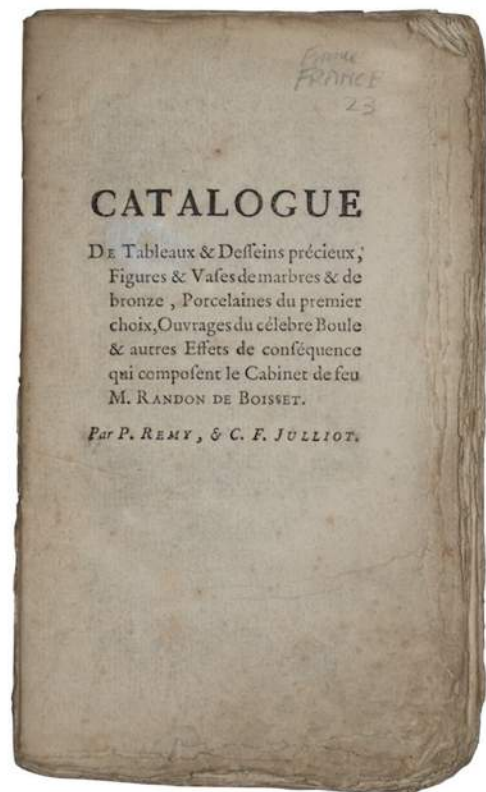 FRANCE
23
CATALOGUE
DE Tableaux & Deſſeins précieux,
Figures & Vaſes de marbres & de
bronze , Porcelaines du premier
choix, Ouvrages du célebre Boule
& autres Effets de conſéquence
qui compoſent le Cabinet de feu
M. RANDON DE BOISSET.
Par P. REMY, & C. F. JULLIOT.